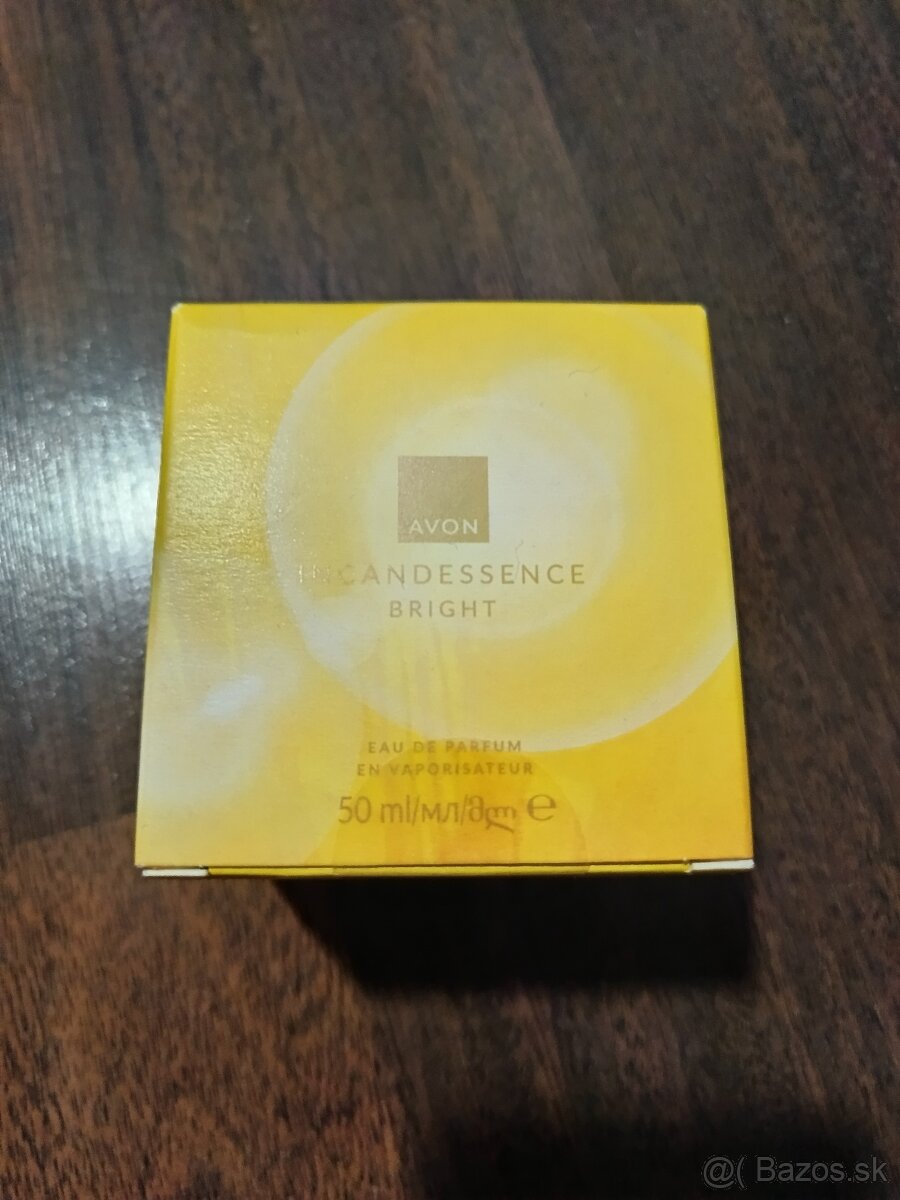 AVON
INCANDESSENCE
BRIGHT
EAU DE PARFUM
EN VAPORISATEUR
50 ml/мл/მლ ℮
@( Bazos.sk